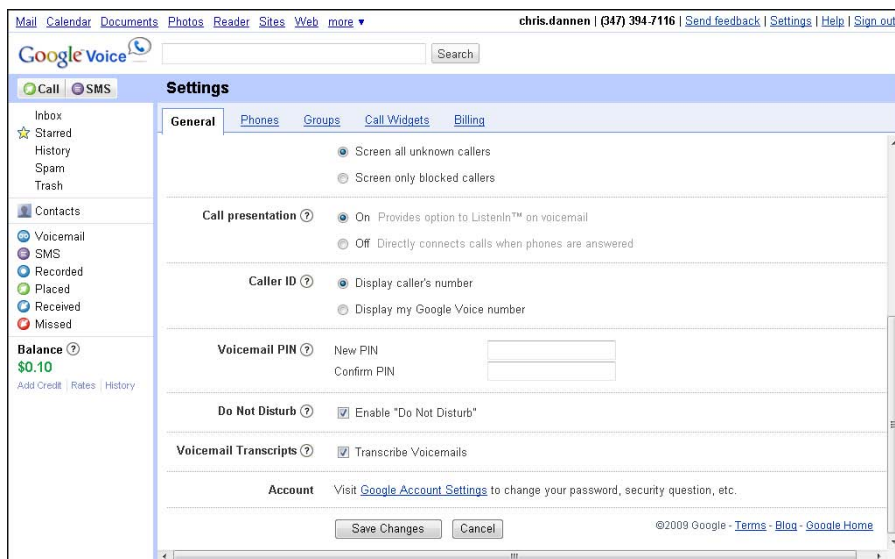 Mail Calendar Documents Photos Reader Sites Web more ▼ chris.dannen | (347) 394-7116 | Send feedback | Settings | Help | Sign out
Google Voice Search
Call SMS Settings
General Phones Groups Call Widgets Billing
Inbox
Starred
History
Spam
Trash
Contacts
Voicemail
SMS
Recorded
Placed
Received
Missed
Balance ?
$0.10
Add Credit | Rates | History
Screen all unknown callers
Screen only blocked callers
Call presentation ? On Provides option to ListenIn™ on voicemail
Off Directly connects calls when phones are answered
Caller ID ? Display caller's number
Display my Google Voice number
Voicemail PIN ? New PIN
Confirm PIN
Do Not Disturb ? Enable "Do Not Disturb"
Voicemail Transcripts ? Transcribe Voicemails
Account Visit Google Account Settings to change your password, security question, etc.
Save Changes Cancel ©2009 Google - Terms - Blog - Google Home